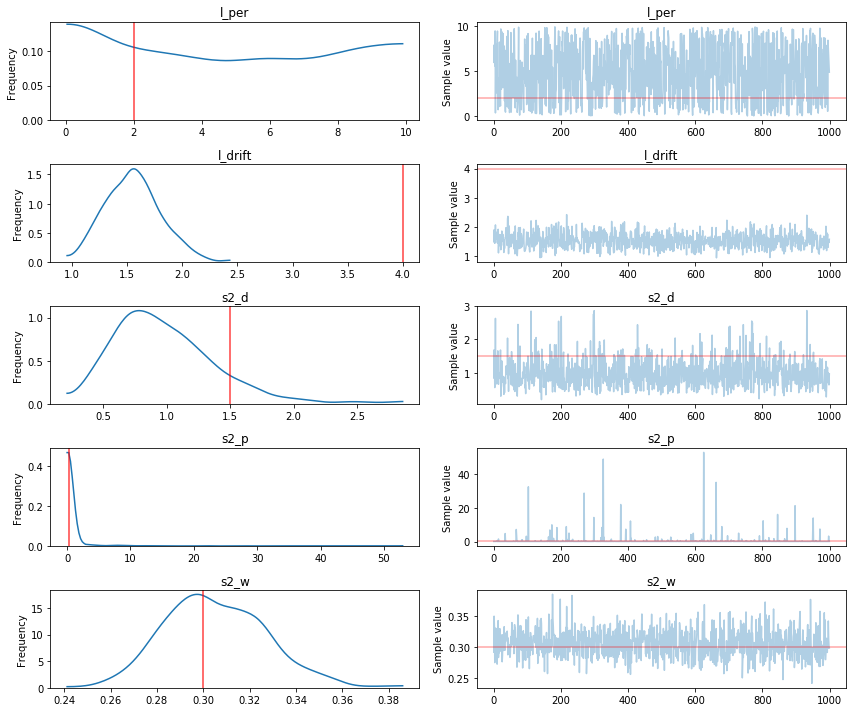 l_per
l_per
Frequency
0.10
0.05
0.00
0 2 4 6 8 10
Sample value
10
5
0
0 200 400 600 800 1000
l_drift
l_drift
Frequency
1.5
1.0
0.5
0.0
1.0 1.5 2.0 2.5 3.0 3.5 4.0
Sample value
4
3
2
1
0 200 400 600 800 1000
s2_d
s2_d
Frequency
1.0
0.5
0.0
0.5 1.0 1.5 2.0 2.5
Sample value
3
2
1
0 200 400 600 800 1000
s2_p
s2_p
Frequency
0.4
0.2
0.0
0 10 20 30 40 50
Sample value
40
20
0
0 200 400 600 800 1000
s2_w
s2_w
Frequency
15
10
5
0
0.24 0.26 0.28 0.30 0.32 0.34 0.36 0.38
Sample value
0.35
0.30
0.25
0 200 400 600 800 1000